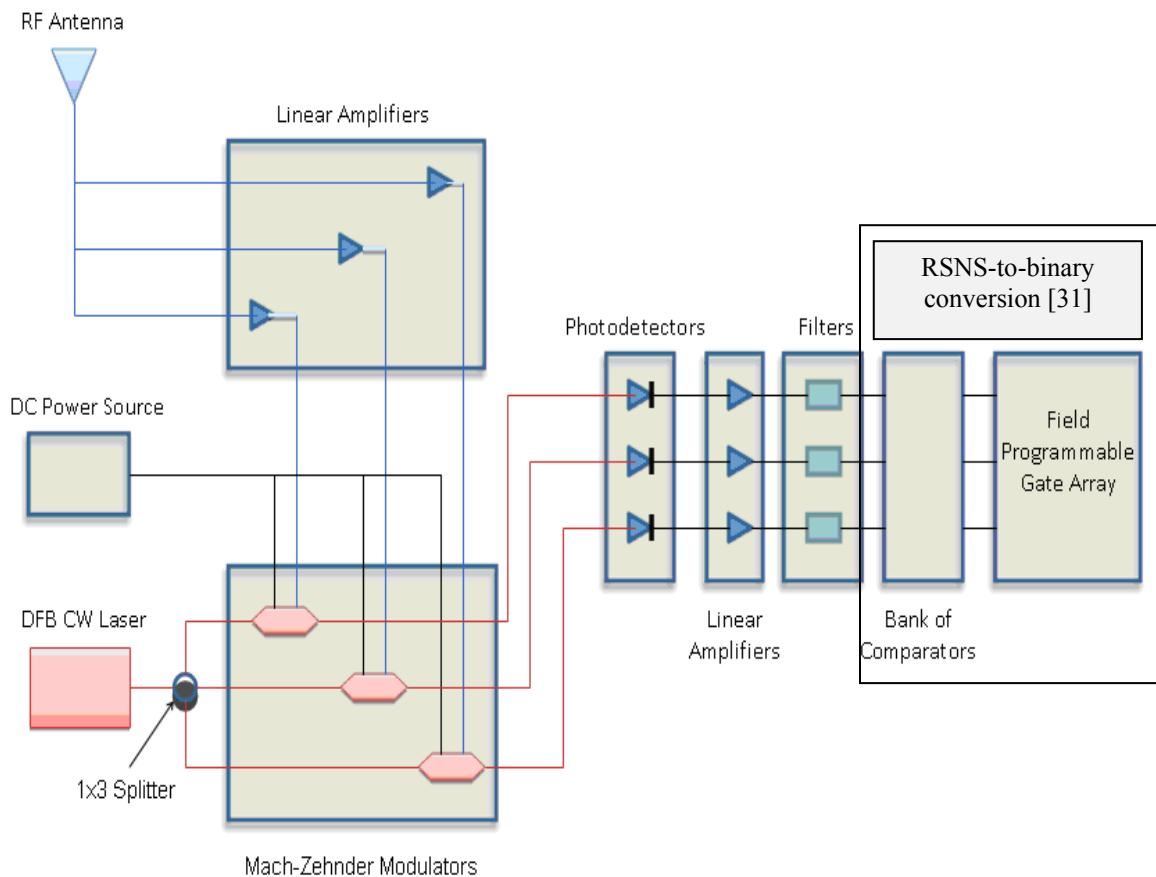 RF Antenna
Linear Amplifiers
RSNS-to-binary
conversion [31]
Photodetectors
Filters
DC Power Source
Field
Programmable
Gate Array
DFB CW Laser
Linear
Amplifiers
Bank of
Comparators
1x3 Splitter
Mach-Zehnder Modulators